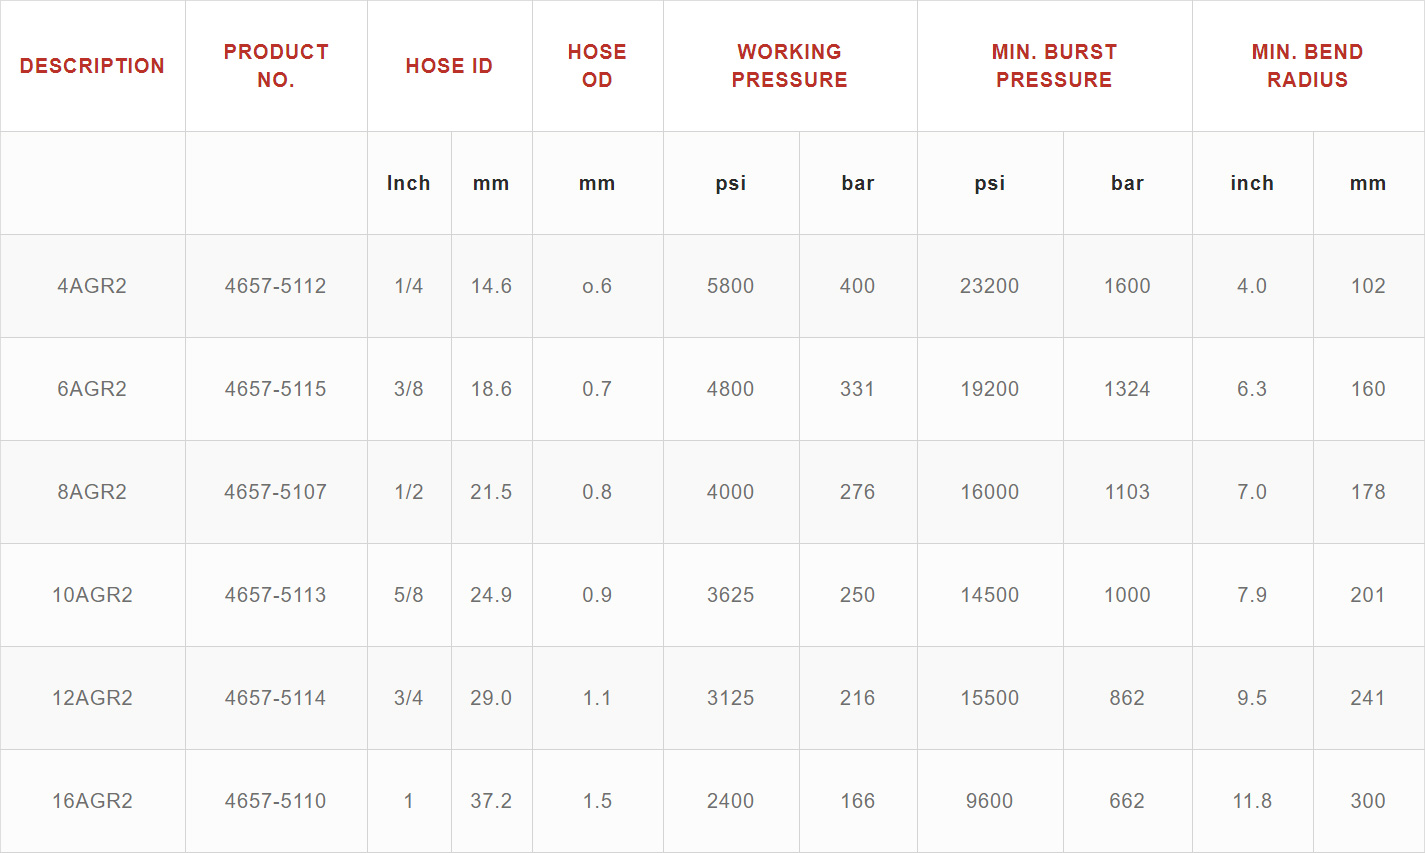 DESCRIPTION PRODUCT NO. HOSE ID HOSE OD WORKING PRESSURE MIN. BURST PRESSURE MIN. BEND RADIUS
Inch mm mm psi bar psi bar inch mm
4AGR2 4657-5112 1/4 14.6 o.6 5800 400 23200 1600 4.0 102
6AGR2 4657-5115 3/8 18.6 0.7 4800 331 19200 1324 6.3 160
8AGR2 4657-5107 1/2 21.5 0.8 4000 276 16000 1103 7.0 178
10AGR2 4657-5113 5/8 24.9 0.9 3625 250 14500 1000 7.9 201
12AGR2 4657-5114 3/4 29.0 1.1 3125 216 15500 862 9.5 241
16AGR2 4657-5110 1 37.2 1.5 2400 166 9600 662 11.8 300